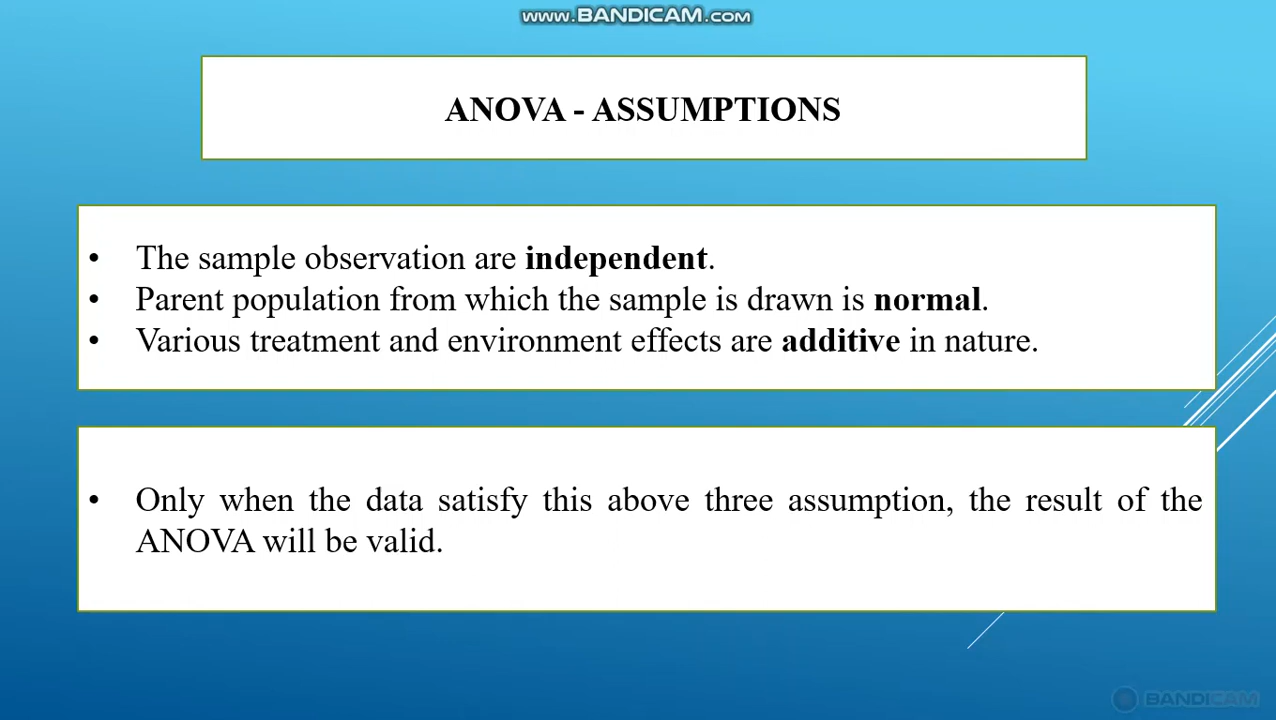 www.BANDICAM.com
ANOVA - ASSUMPTIONS
• The sample observation are independent.
• Parent population from which the sample is drawn is normal.
• Various treatment and environment effects are additive in nature.
• Only when the data satisfy this above three assumption, the result of the
ANOVA will be valid.
BANDICAM